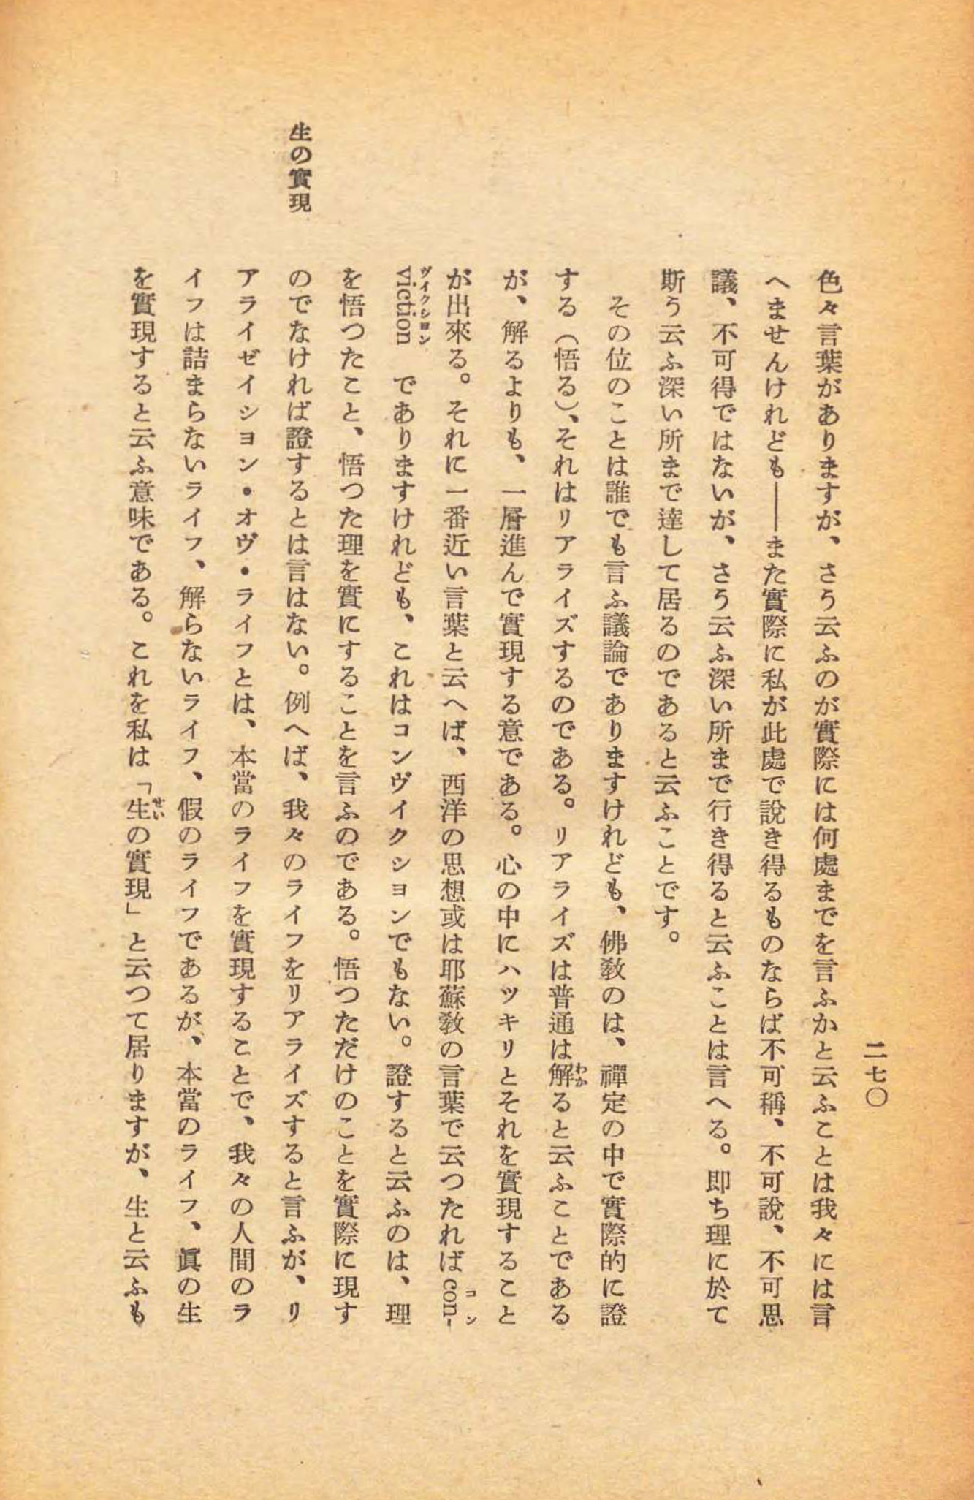 二七〇
色々言葉がありますが、さう云ふのが實際には何處までを言ふかと云ふことは我々には言
へませんけれども――また實際に私が此處で說き得るものならば不可稱、不可說、不可思
議、不可得ではないが、さう云ふ深い所まで行き得ると云ふことは言へる。卽ち理に於て
斯う云ふ深い所まで達して居るのであると云ふことです。
その位のことは誰でも言ふ議論でありますけれども、佛敎のは、禪定の中で實際的に證
する（悟る）、それはリアライズするのである。リアライズは普通は解ると云ふことである
わか
が、解るよりも、一層進んで實現する意である。心の中にハッキリとそれを實現すること
が出來る。それに一番近い言葉と云へば、西洋の思想或は耶蘇敎の言葉で云つたれば con-
コン
viction でありますけれども、これはコンヴイクションでもない。證すると云ふのは、理
ヴイクシヨン
を悟つたこと、悟つた理を實にすることを言ふのである。悟つただけのことを實際に現す
生の實現
のでなければ證するとは言はない。例へば、我々のライフをリアライズすると言ふが、リ
アライゼイション・オヴ・ライフとは、本當のライフを實現することで、我々の人間のラ
イフは詰まらないライフ、解らないライフ、假のライフであるが、本當のライフ、眞の生
を實現すると云ふ意味である。これを私は「生の實現」と云つて居りますが、生と云ふも
せい